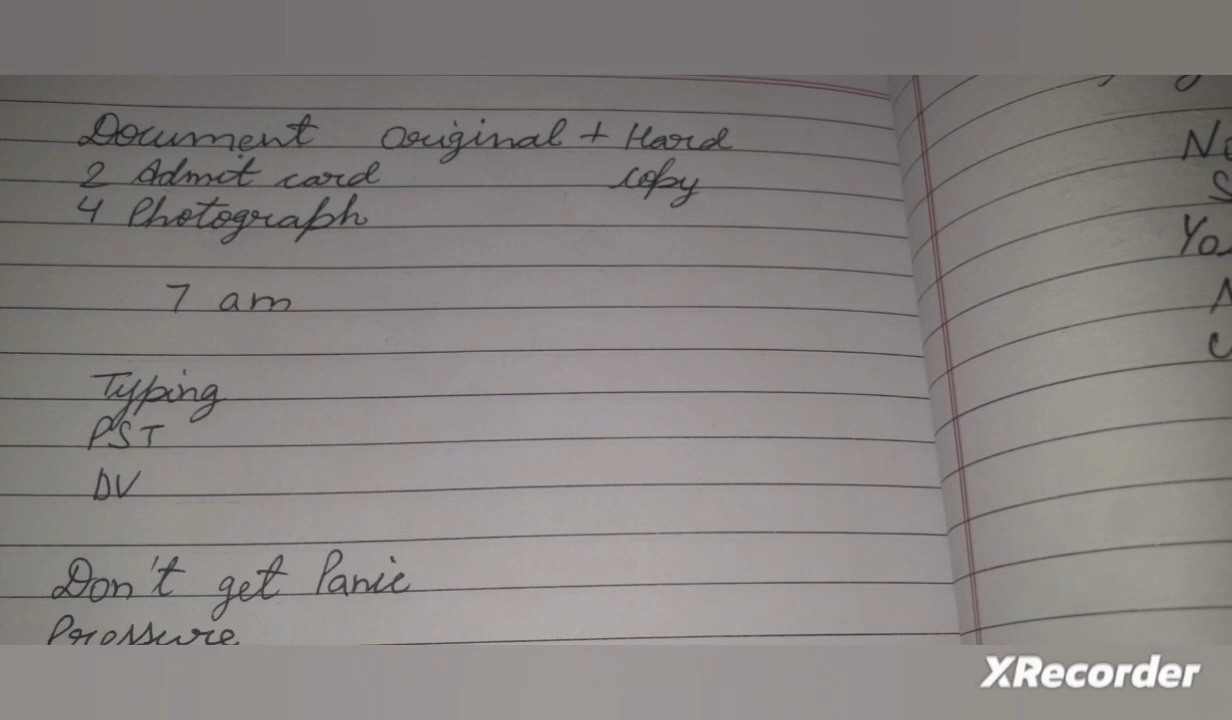 Document Original + Hard
2 Admit card copy
4 Photograph
7 am
Typing
PST
DV
Don't get Panic
Pressure
XRecorder